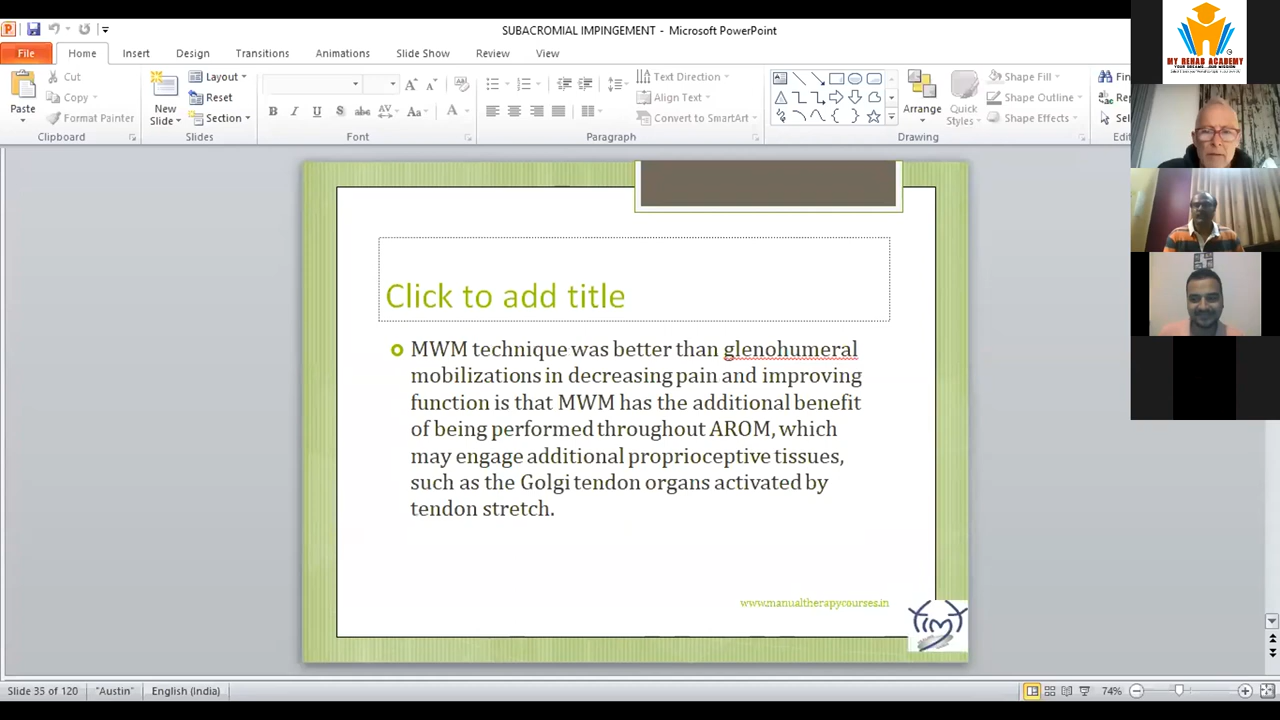 SUBACROMIAL IMPINGEMENT - Microsoft PowerPoint
File Home Insert Design Transitions Animations Slide Show Review View
Paste
Cut
Copy
Format Painter
Clipboard
New Slide
Layout
Reset
Section
Slides
Font
Text Direction
Align Text
Convert to SmartArt
Paragraph
Arrange
Quick Styles
Shape Fill
Shape Outline
Shape Effects
Drawing
MY REHAB ACADEMY
Click to add title
MWM technique was better than glenohumeral
mobilizations in decreasing pain and improving
function is that MWM has the additional benefit
of being performed throughout AROM, which
may engage additional proprioceptive tissues,
such as the Golgi tendon organs activated by
tendon stretch.
www.manualtherapycourses.in
Slide 35 of 120 "Austin" English (India) 74%